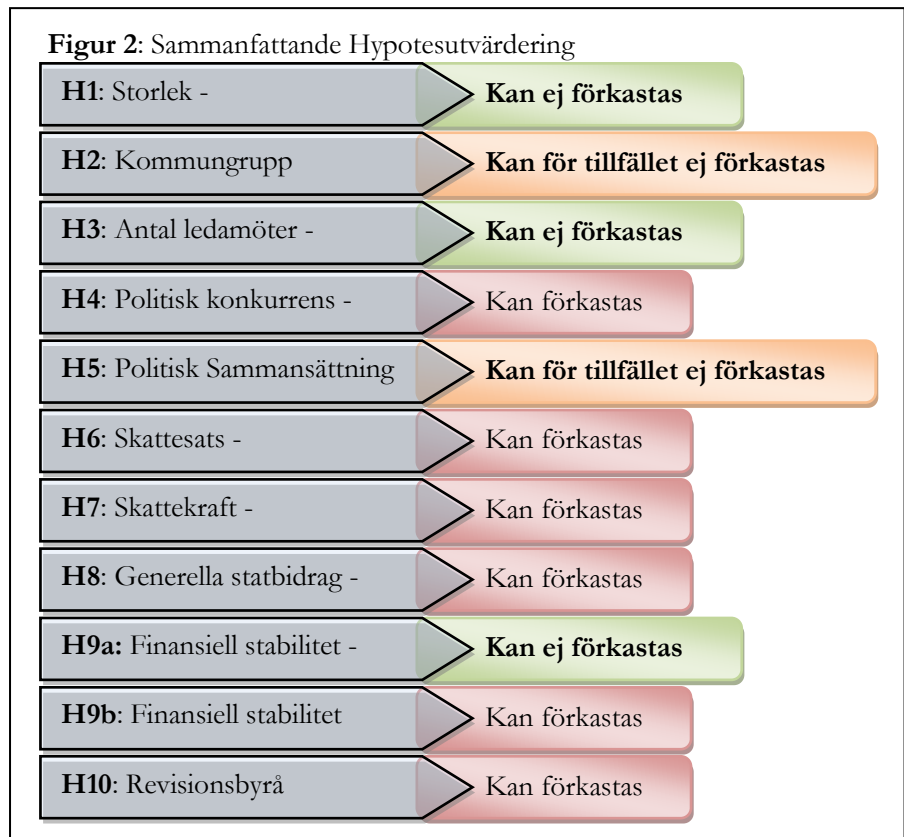 Figur 2: Sammanfattande Hypotesutvärdering
H1: Storlek - Kan ej förkastas
H2: Kommungrupp Kan för tillfället ej förkastas
H3: Antal ledamöter - Kan ej förkastas
H4: Politisk konkurrens - Kan förkastas
H5: Politisk Sammansättning Kan för tillfället ej förkastas
H6: Skattesats - Kan förkastas
H7: Skattekraft - Kan förkastas
H8: Generella statbidrag - Kan förkastas
H9a: Finansiell stabilitet - Kan ej förkastas
H9b: Finansiell stabilitet Kan förkastas
H10: Revisionsbyrå Kan förkastas